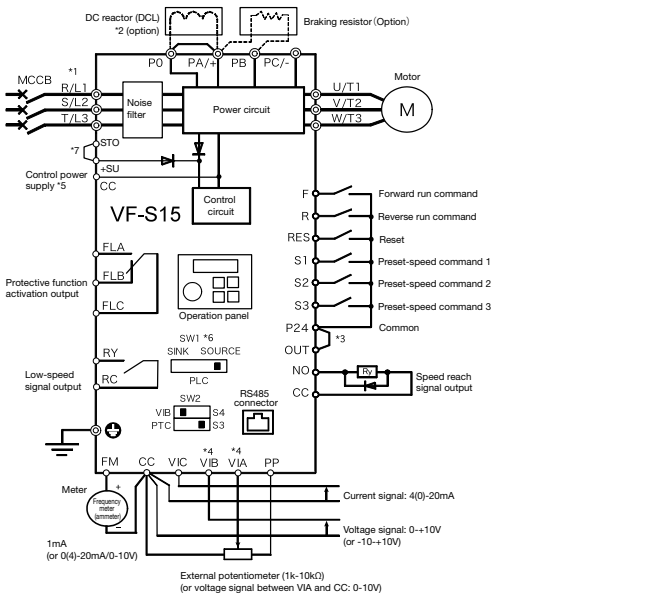 DC reactor (DCL)
*2 (option)
Braking resistor (Option)
P0 PA/+ PB PC/-
*1
MCCB
R/L1
S/L2
T/L3
Noise
filter
Power circuit
U/T1
V/T2
W/T3
Motor
M
STO
*7
+SU
Control power
supply *5
CC
VF-S15
Control
circuit
F
Forward run command
R
Reverse run command
RES
Reset
S1
Preset-speed command 1
S2
Preset-speed command 2
S3
Preset-speed command 3
P24
Common
*3
OUT
NO
Ry
CC
Speed reach
signal output
FLA
FLB
FLC
Protective function
activation output
Operation panel
SW1 *6
SINK SOURCE
PLC
RY
RC
Low-speed
signal output
SW2
VIB S4
PTC S3
RS485
connector
*4 *4
FM CC VIC VIB VIA PP
Meter
+
Frequency
meter
(ammeter)
−
1mA
(or 0(4)-20mA/0-10V)
Current signal: 4(0)-20mA
Voltage signal: 0-+10V
(or -10-+10V)
External potentiometer (1k-10kΩ)
(or voltage signal between VIA and CC: 0-10V)